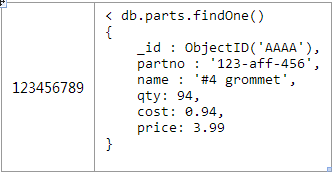 123456789
< db.parts.findOne()
{
_id : ObjectID('AAAA'),
partno : '123-aff-456',
name : '#4 grommet',
qty: 94,
cost: 0.94,
price: 3.99
}